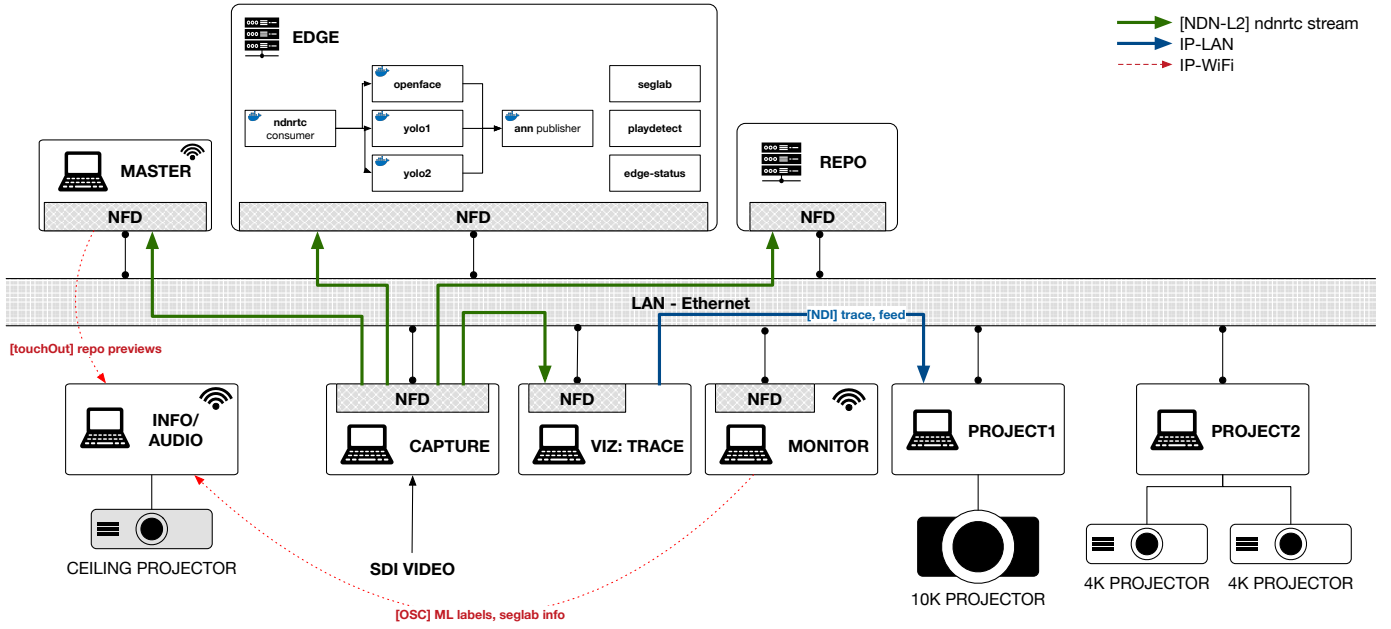 EDGE
[NDN-L2] ndnrtc stream
IP-LAN
IP-WiFi
openface
seglab
ndnrtc
consumer
yolo1
ann publisher
playdetect
yolo2
edge-status
MASTER
REPO
NFD
NFD
NFD
LAN - Ethernet
[NDI] trace, feed
[touchOut] repo previews
NFD
NFD
NFD
INFO/
AUDIO
CAPTURE
VIZ: TRACE
MONITOR
PROJECT1
PROJECT2
CEILING PROJECTOR
SDI VIDEO
10K PROJECTOR
4K PROJECTOR
4K PROJECTOR
[OSC] ML labels, seglab info